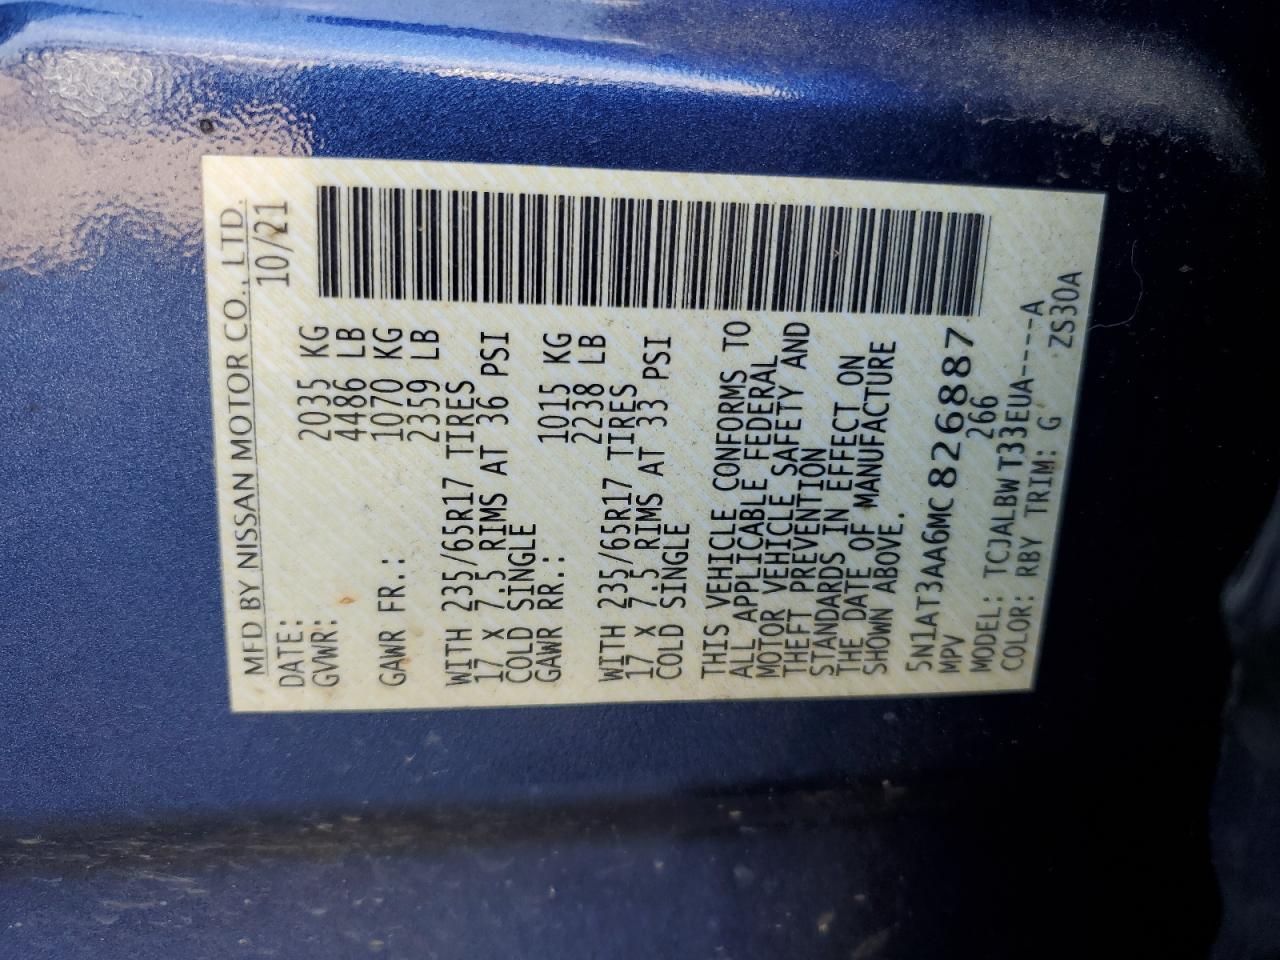 MFD BY NISSAN MOTOR CO., LTD.
DATE: 10/21
GVWR: 2035 KG
4486 LB
GAWR FR.: 1070 KG
2359 LB
WITH 235/65R17 TIRES
17 X 7.5 RIMS AT 36 PSI
COLD SINGLE
GAWR RR.: 1015 KG
2238 LB
WITH 235/65R17 TIRES
17 X 7.5 RIMS AT 33 PSI
COLD SINGLE
THIS VEHICLE CONFORMS TO
ALL APPLICABLE FEDERAL
MOTOR VEHICLE SAFETY AND
THEFT PREVENTION
STANDARDS IN EFFECT ON
THE DATE OF MANUFACTURE
SHOWN ABOVE.
5N1AT3AA6MC826887
MPV 266
MODEL: TCJALBWT33EUA----A
COLOR: RBY TRIM: G ZS30A